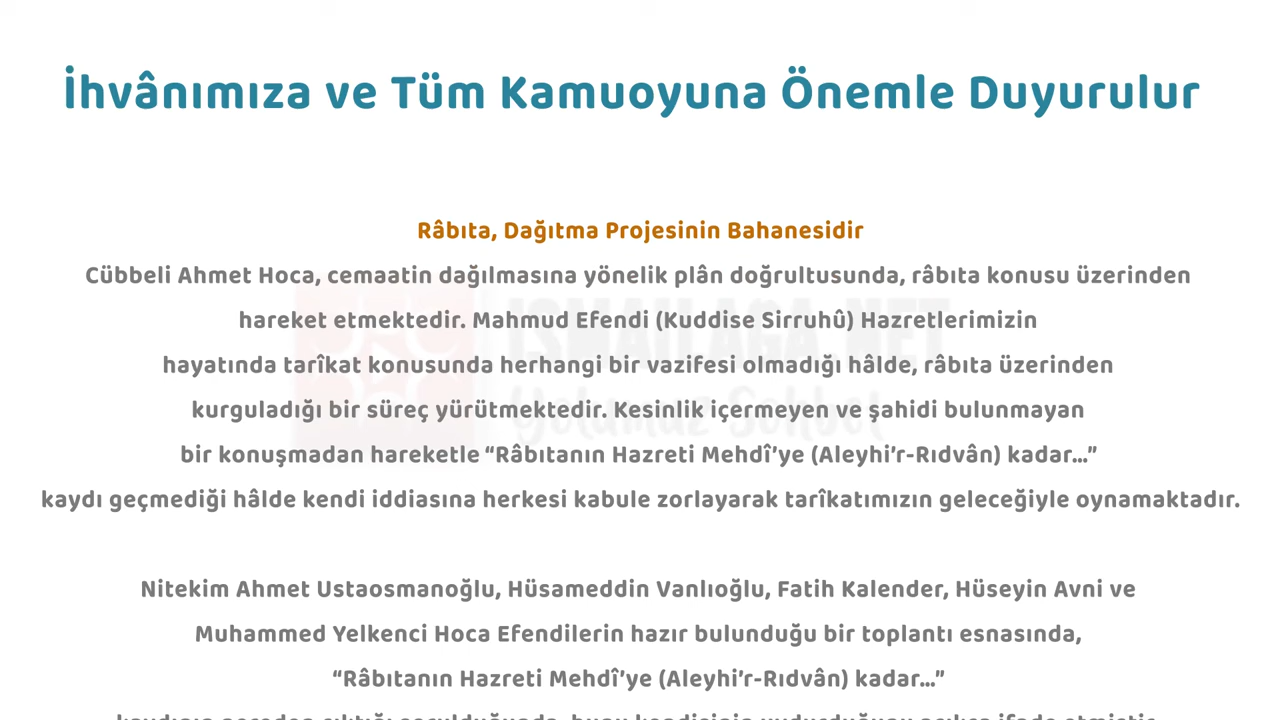 İhvânımıza ve Tüm Kamuoyuna Önemle Duyurulur
Râbıta, Dağıtma Projesinin Bahanesidir
Cübbeli Ahmet Hoca, cemaatin dağılmasına yönelik plân doğrultusunda, râbıta konusu üzerinden
hareket etmektedir. Mahmud Efendi (Kuddise Sirruhû) Hazretlerimizin
hayatında tarîkat konusunda herhangi bir vazifesi olmadığı hâlde, râbıta üzerinden
kurguladığı bir süreç yürütmektedir. Kesinlik içermeyen ve şahidi bulunmayan
bir konuşmadan hareketle “Râbıtanın Hazreti Mehdî’ye (Aleyhi’r-Rıdvân) kadar...”
kaydı geçmediği hâlde kendi iddiasına herkesi kabule zorlayarak tarîkatımızın geleceğiyle oynamaktadır.
Nitekim Ahmet Ustaosmanoğlu, Hüsameddin Vanlıoğlu, Fatih Kalender, Hüseyin Avni ve
Muhammed Yelkenci Hoca Efendilerin hazır bulunduğu bir toplantı esnasında,
“Râbıtanın Hazreti Mehdî’ye (Aleyhi’r-Rıdvân) kadar...”
ISMAILAGA.NET